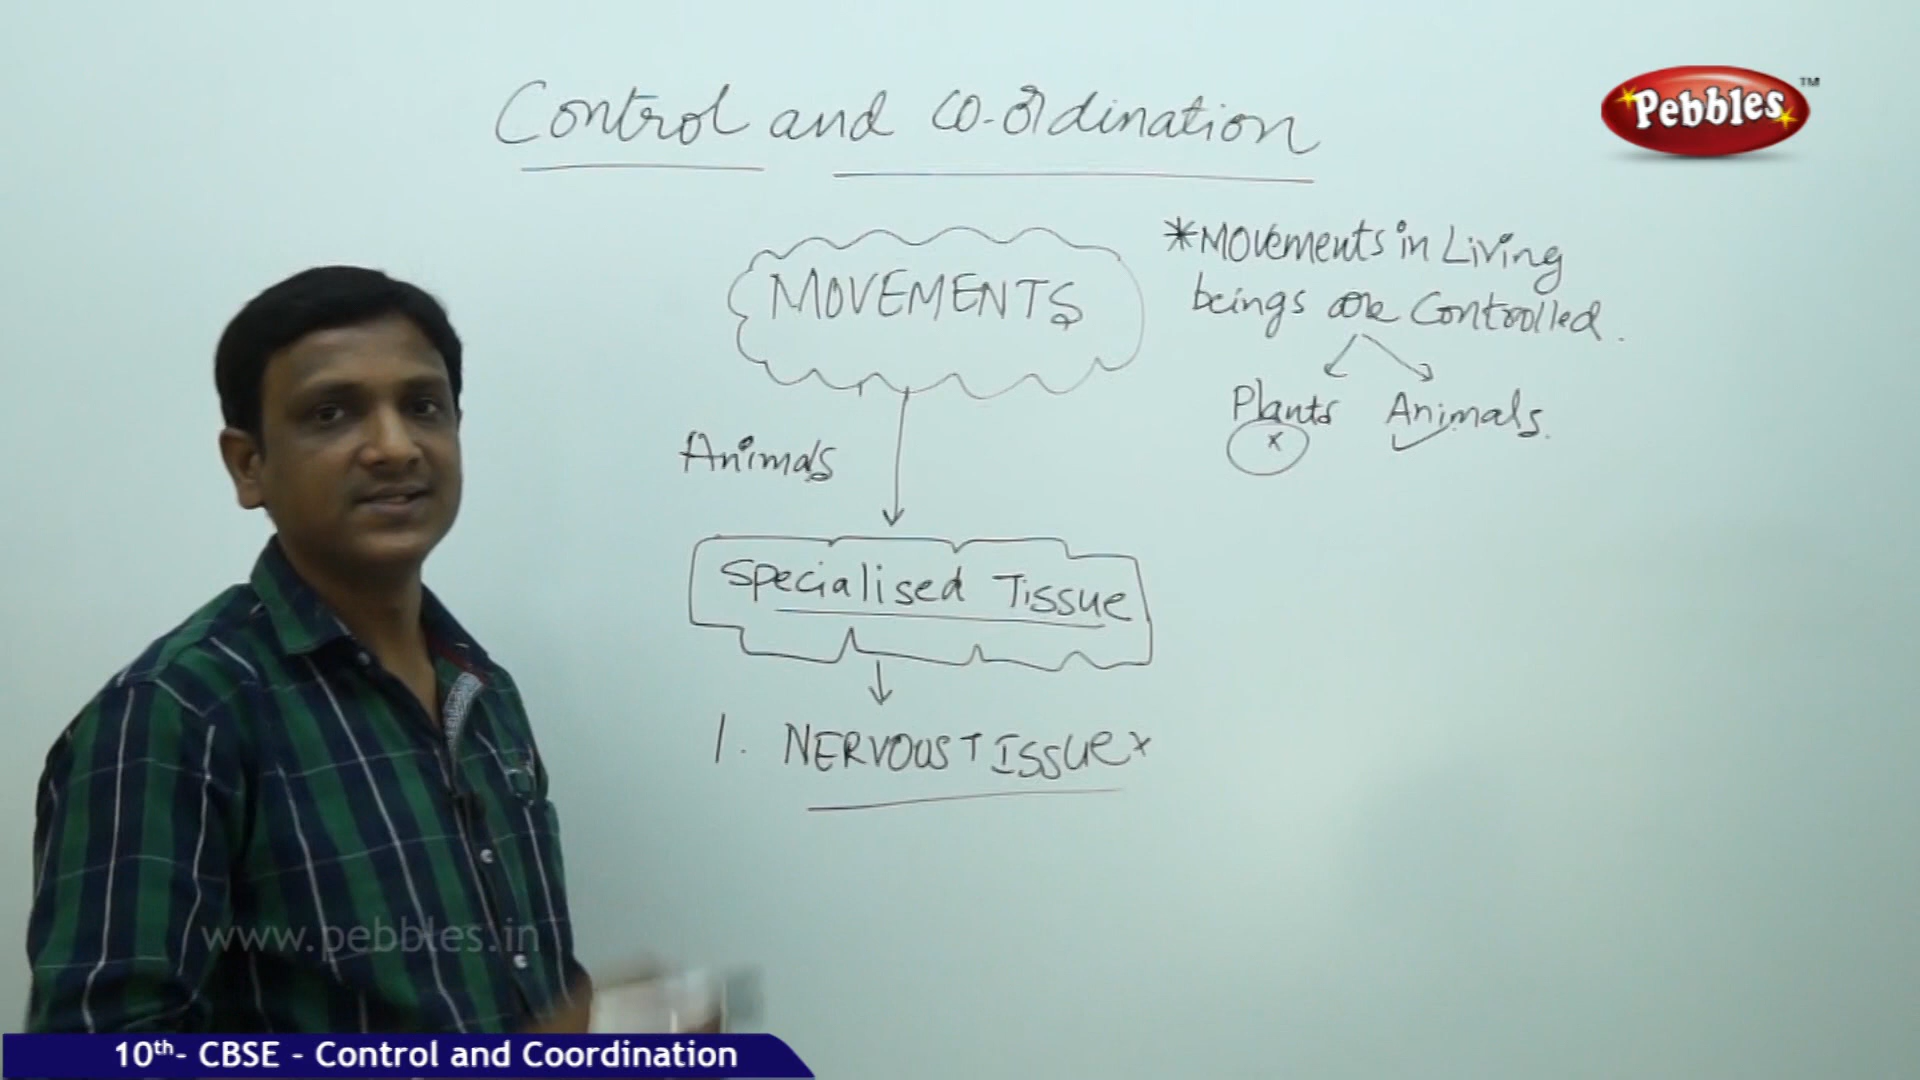 Control and co-ordination
Pebbles TM
MOVEMENTS
*Movements in Living
beings are Controlled.
Plants Animals.
x
Animals
Specialised Tissue
1. NERVOUS TISSUE x
www.pebbles.in
10th- CBSE - Control and Coordination